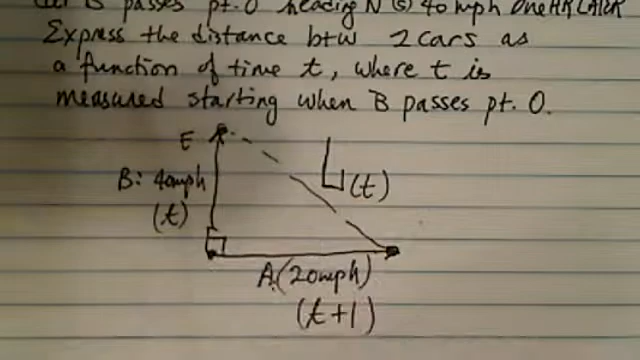 passes pt. O heading N @ 40 mph ONE HR LATER
Express the distance btw 2 cars as
a function of time t, where t is
measured starting when B passes pt. O.
E
B: 40mph
(t)
L(t)
A(20mph)
(t+1)